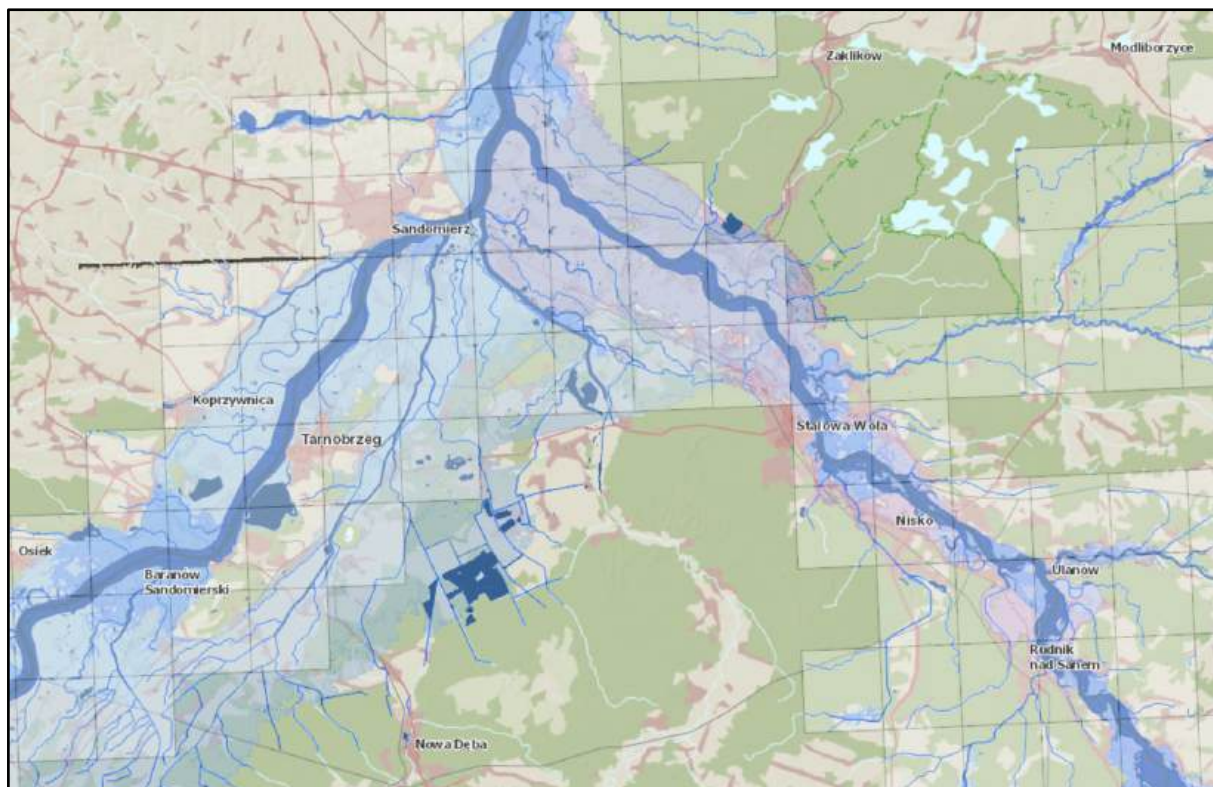 Zaklików
Modliborzyce
Sandomierz
Koprzywnica
Tarnobrzeg
Stalowa Wola
Osiek
Nisko
Baranów
Sandomierski
Ulanów
Rudnik
nad Sanem
Nowa Dęba